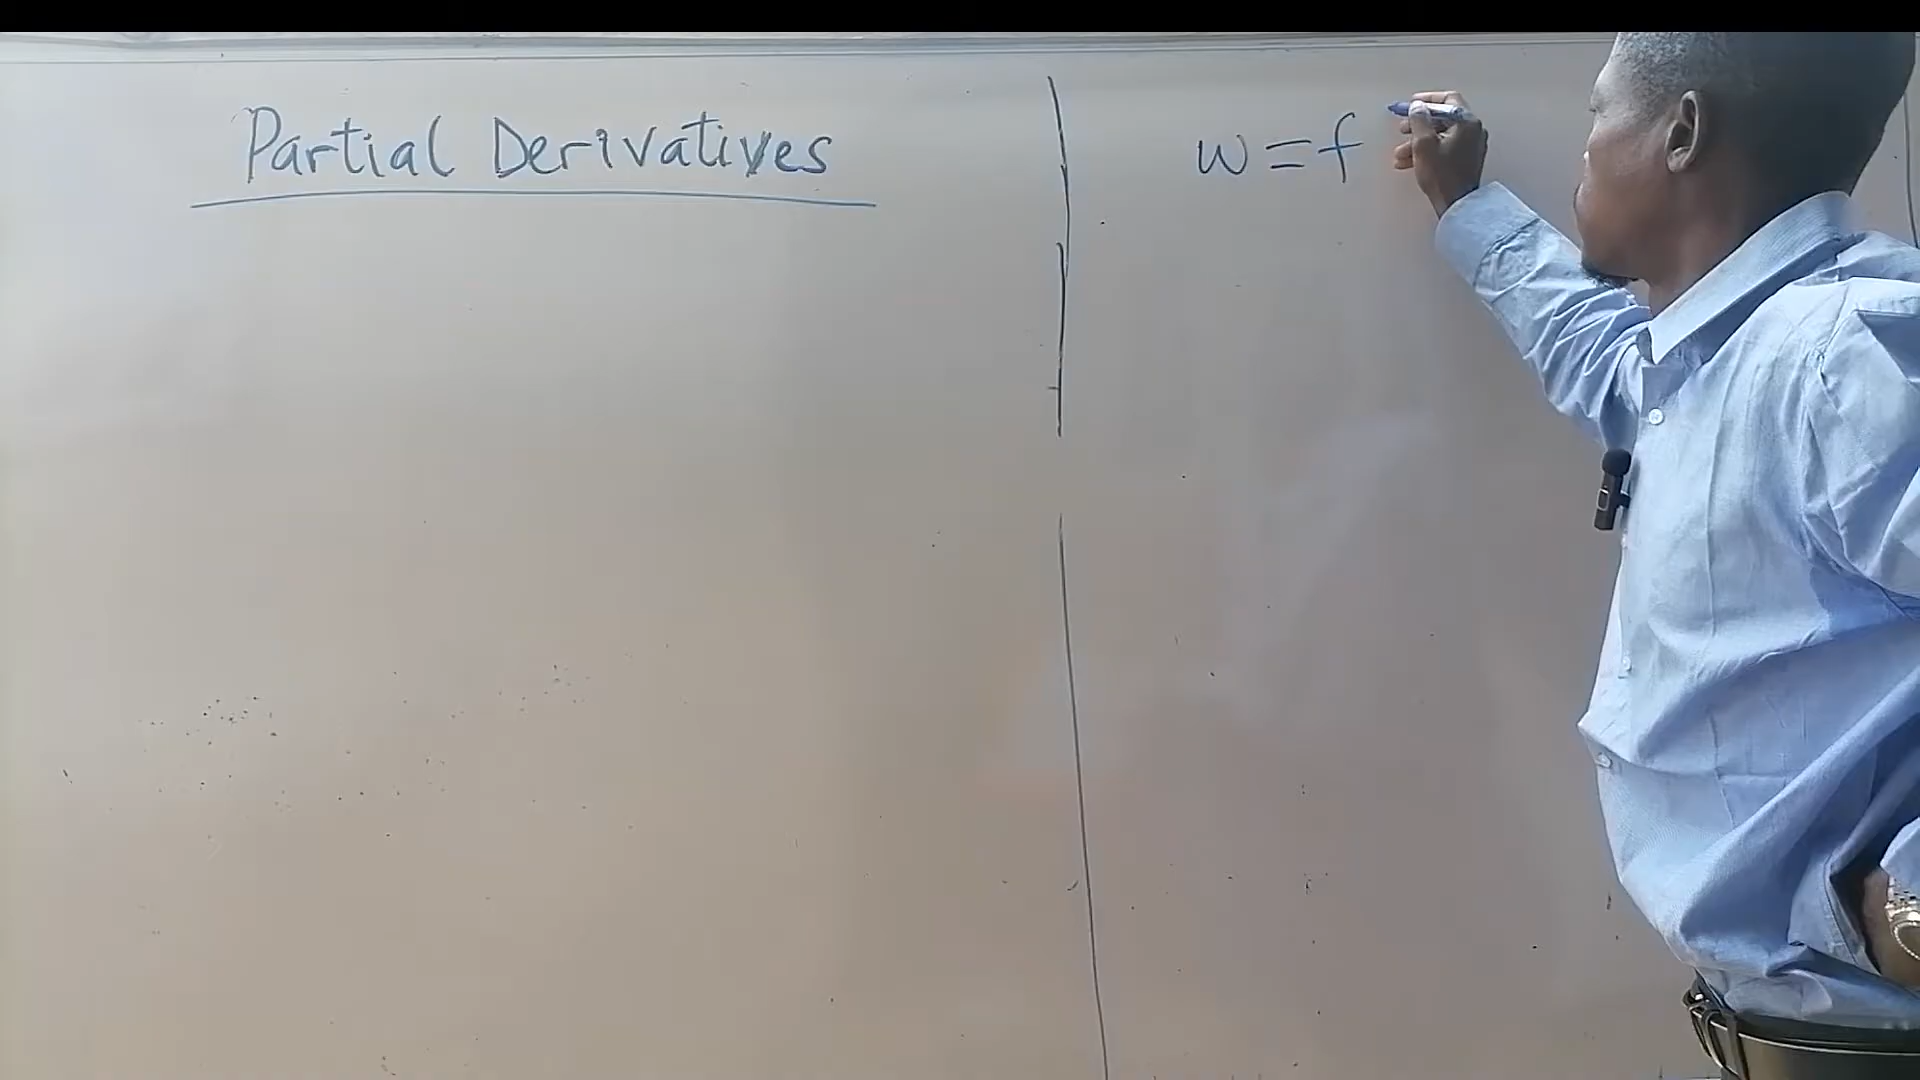 Partial Derivatives
w = f